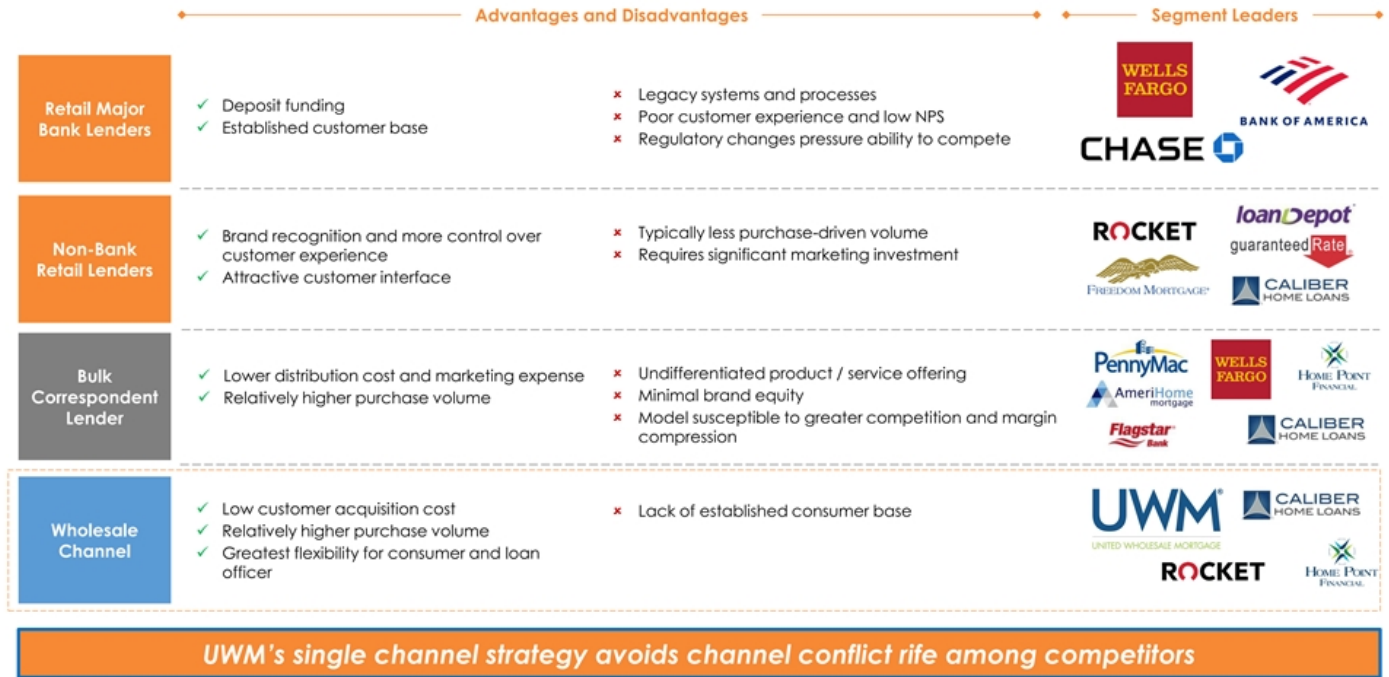 Advantages and Disadvantages
Segment Leaders
Retail Major
Bank Lenders
Deposit funding
Established customer base
Legacy systems and processes
Poor customer experience and low NPS
Regulatory changes pressure ability to compete
WELLS
FARGO
BANK OF AMERICA
CHASE
Non-Bank
Retail Lenders
Brand recognition and more control over
customer experience
Attractive customer interface
Typically less purchase-driven volume
Requires significant marketing investment
ROCKET
loanDepot
guaranteed Rate
FREEDOM MORTGAGE®
CALIBER
HOME LOANS
Bulk
Correspondent
Lender
Lower distribution cost and marketing expense
Relatively higher purchase volume
Undifferentiated product / service offering
Minimal brand equity
Model susceptible to greater competition and margin
compression
PennyMac
WELLS
FARGO
HOME POINT
FINANCIAL
AmeriHome
mortgage
Flagstar
Bank
CALIBER
HOME LOANS
Wholesale
Channel
Low customer acquisition cost
Relatively higher purchase volume
Greatest flexibility for consumer and loan
officer
Lack of established consumer base
UWM®
UNITED WHOLESALE MORTGAGE
CALIBER
HOME LOANS
ROCKET
HOME POINT
FINANCIAL
UWM's single channel strategy avoids channel conflict rife among competitors